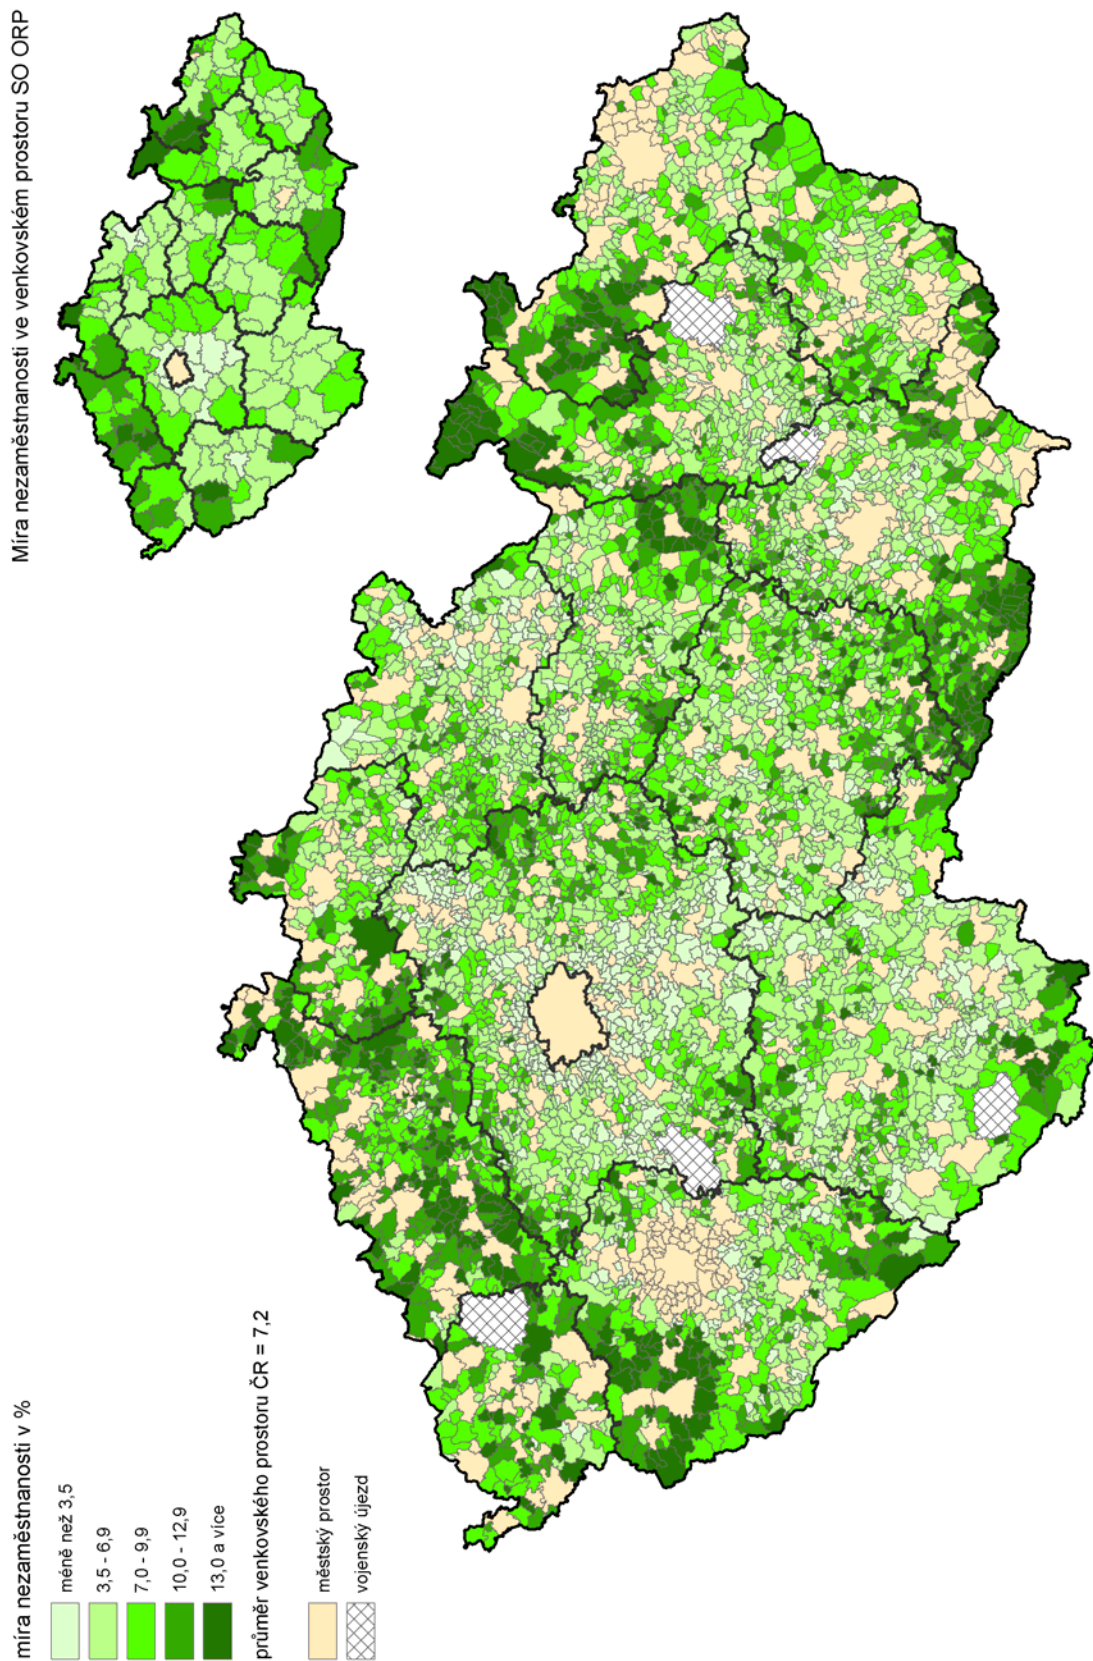 Míra nezaměstnanosti ve venkovském prostoru SO ORP
míra nezaměstnanosti v %
méně než 3,5
3,5 - 6,9
7,0 - 9,9
10,0 - 12,9
13,0 a více
průměr venkovského prostoru ČR = 7,2
městský prostor
vojenský újezd